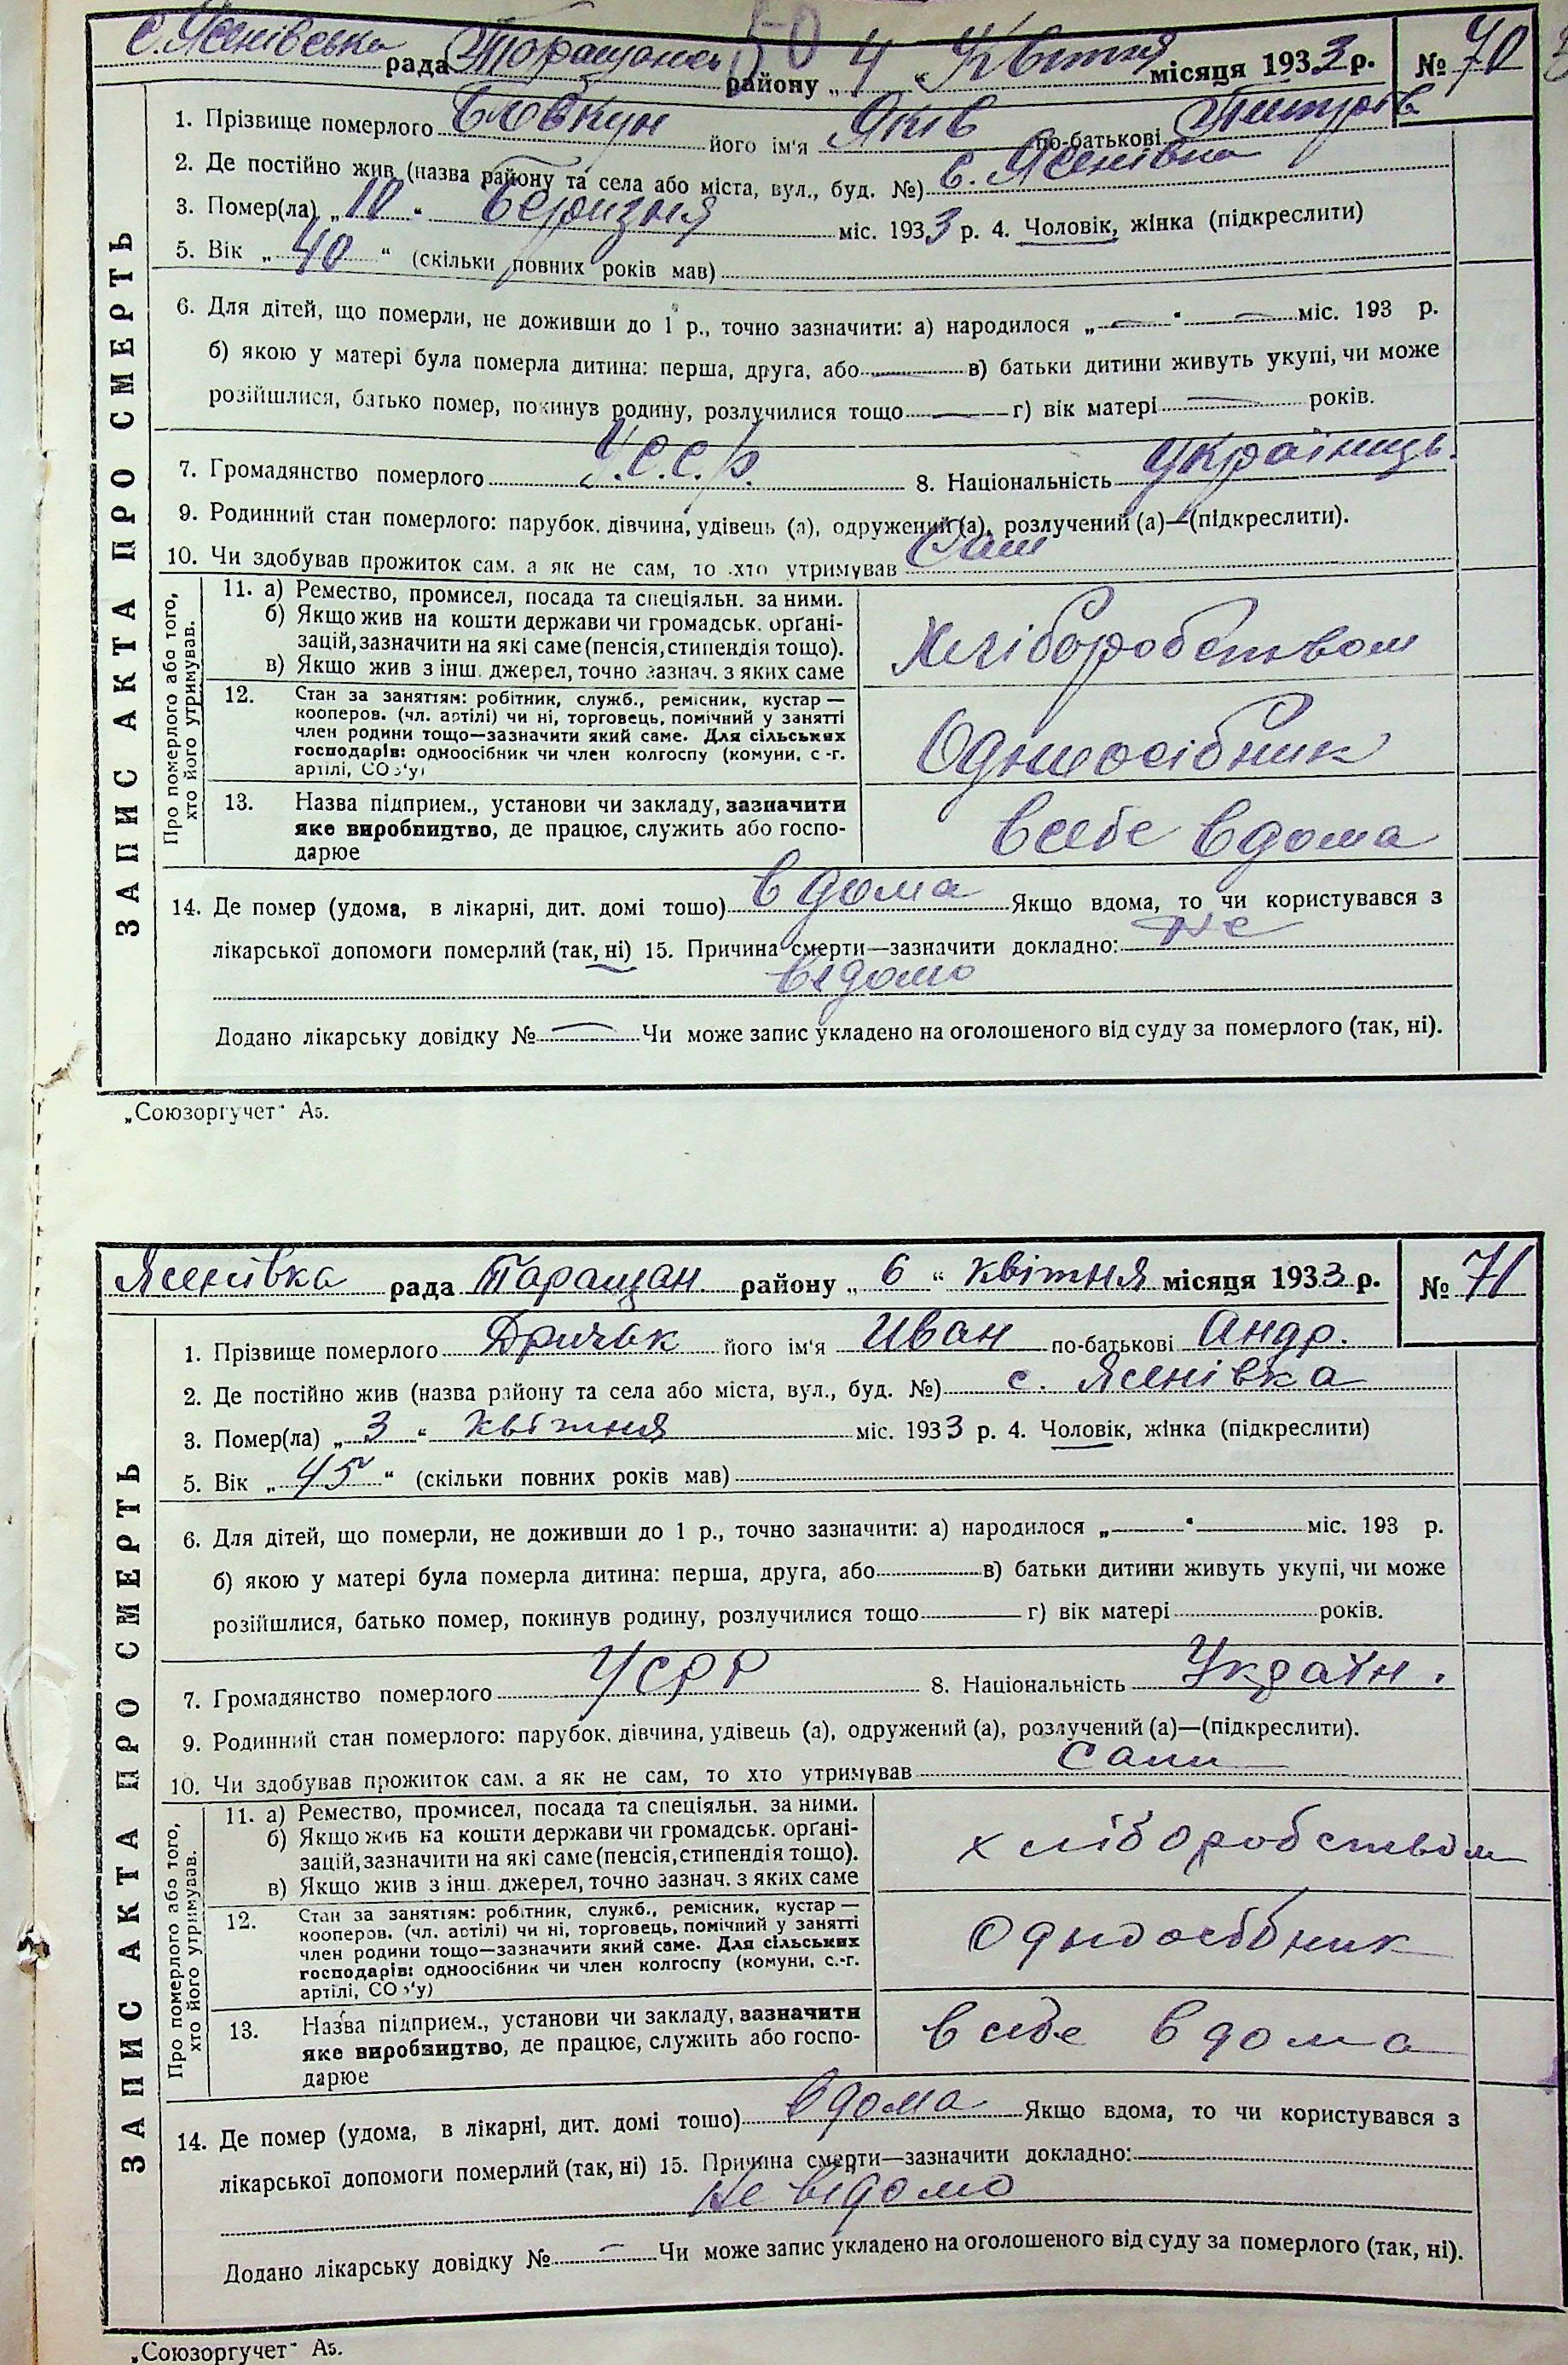 с. Ясенівська рада Таращанськ району „ 4 “ Квітня місяця 1933 р. № 70
50
1. Прізвище померлого Бовкун його ім'я Яків по-батькові
2. Де постійно жив (назва району та села або міста, вул., буд. №) с. Ясенівка
3. Помер(ла) „ 10 “ Беризня міс. 1933 р. 4. Чоловік, жінка (підкреслити)
5. Вік „ 40 “ (скільки повних років мав)
6. Для дітей, що померли, не доживши до 1 р., точно зазначити: а) народилося „ — “ — міс. 193 р.
б) якою у матері була померла дитина: перша, друга, або — в) батьки дитини живуть укупі, чи може
розійшлися, батько помер, покинув родину, розлучилися тощо — г) вік матері — років.
7. Громадянство померлого У.С.С.р. 8. Національність Українець.
9. Родинний стан померлого: парубок, дівчина, удівець (а), одружений (а), розлучений (а)—(підкреслити).
10. Чи здобував прожиток сам, а як не сам, то хто утримував Сам
ЗАПИС АКТА ПРО СМЕРТЬ
Про померлого або того,
хто його утримував.
11. а) Ремество, промисел, посада та спеціяльн. за ними.
б) Якщо жив на кошти держави чи громадськ. орґані-
зацій, зазначити на які саме (пенсія, стипендія тощо).
в) Якщо жив з інш. джерел, точно зазнач. з яких саме
Хліборобством
12. Стан за заняттям: робітник, служб., ремісник, кустар—
кооперов. (чл. артілі) чи ні, торговець, помічний у занятті
член родини тощо—зазначити який саме. Для сільських
господарів: одноосібник чи член колгоспу (комуни, с.-г.
артілі, СОЗ'у)
Одноосібник
13. Назва підприєм., установи чи закладу, зазначити
яке виробництво, де працює, служить або госпо-
дарює
в себе вдома
14. Де помер (удома, в лікарні, дит. домі тощо) вдома Якщо вдома, то чи користувався з
лікарської допомоги померлий (так, ні) 15. Причина смерти—зазначити докладно: не
відомо
Додано лікарську довідку № — Чи може запис укладено на оголошеного від суду за померлого (так, ні).
„Союзоргучет“ А5.
Ясенівка рада Таращан. району „ 6 “ квітня місяця 1933 р. № 71
1. Прізвище померлого Дричак його ім'я Иван по-батькові Андр.
2. Де постійно жив (назва району та села або міста, вул., буд. №) с. Ясенівка
3. Помер(ла) „ 3 “ квітня міс. 1933 р. 4. Чоловік, жінка (підкреслити)
5. Вік „ 45 “ (скільки повних років мав)
6. Для дітей, що померли, не доживши до 1 р., точно зазначити: а) народилося „ — “ — міс. 193 р.
б) якою у матері була померла дитина: перша, друга, або — в) батьки дитини живуть укупі, чи може
розійшлися, батько помер, покинув родину, розлучилися тощо — г) вік матері років.
7. Громадянство померлого УСРР 8. Національність Україн.
9. Родинний стан померлого: парубок, дівчина, удівець (а), одружений (а), розлучений (а)—(підкреслити).
10. Чи здобував прожиток сам, а як не сам, то хто утримував сам
ЗАПИС АКТА ПРО СМЕРТЬ
Про померлого або того,
хто його утримував.
11. а) Ремество, промисел, посада та спеціяльн. за ними.
б) Якщо жив на кошти держави чи громадськ. орґані-
зацій, зазначити на які саме (пенсія, стипендія тощо).
в) Якщо жив з інш. джерел, точно зазнач. з яких саме
хліборобством
12. Стан за заняттям: робітник, служб., ремісник, кустар—
кооперов. (чл. артілі) чи ні, торговець, помічний у занятті
член родини тощо—зазначити який саме. Для сільських
господарів: одноосібник чи член колгоспу (комуни, с.-г.
артілі, СОЗ'у)
одноосібник
13. Назва підприєм., установи чи закладу, зазначити
яке виробництво, де працює, служить або госпо-
дарює
в себе вдома
14. Де помер (удома, в лікарні, дит. домі тощо) вдома Якщо вдома, то чи користувався з
лікарської допомоги померлий (так, ні) 15. Причина смерти—зазначити докладно:
не відомо
Додано лікарську довідку № — Чи може запис укладено на оголошеного від суду за померлого (так, ні).
„Союзоргучет“ А5.